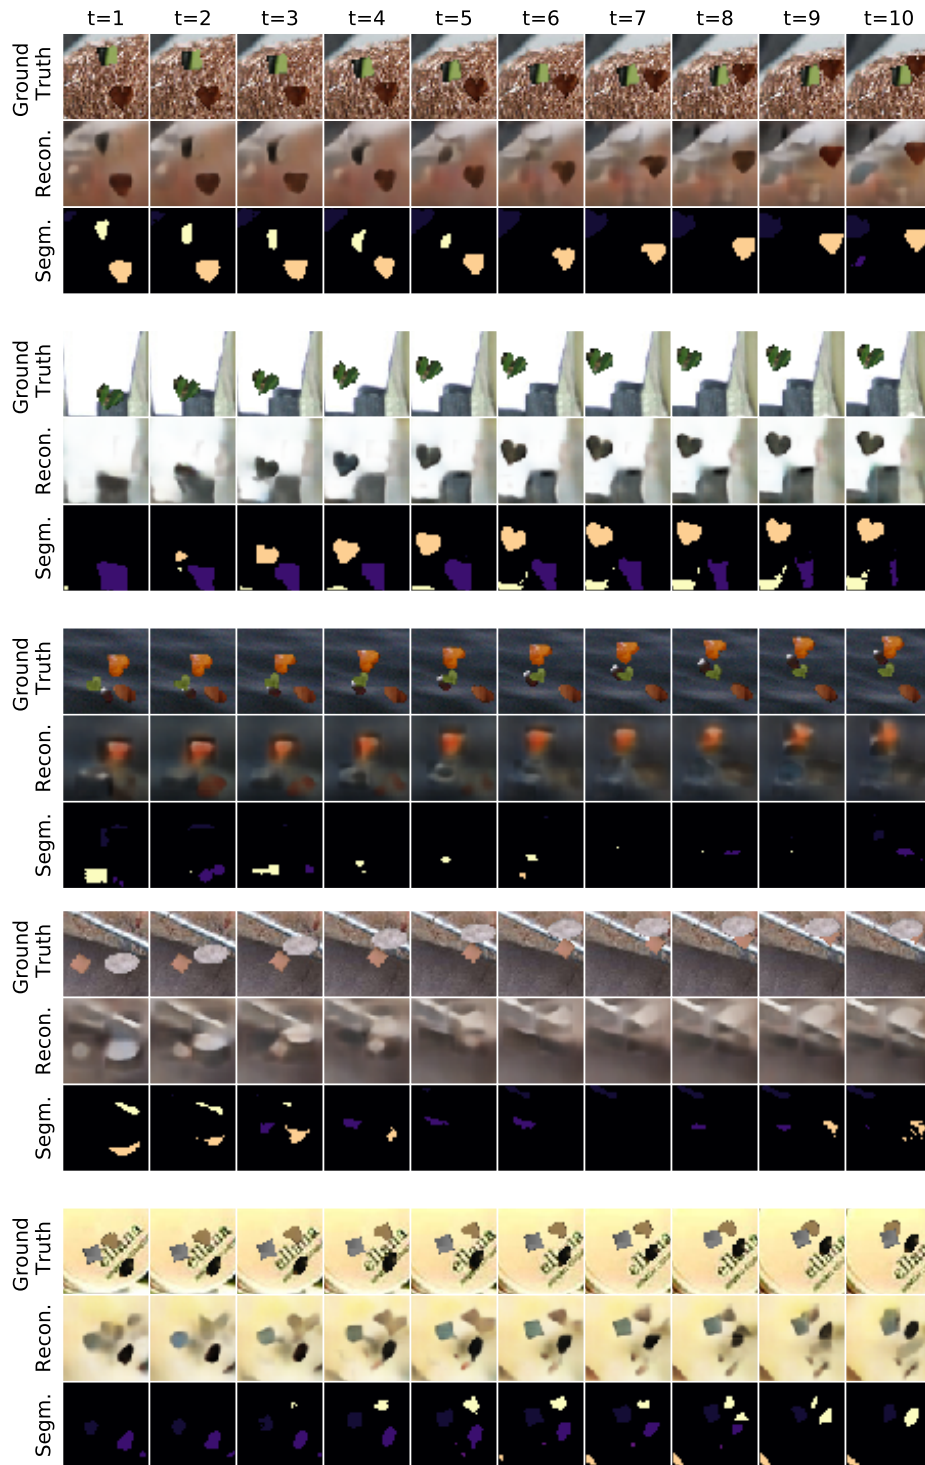 t=1 t=2 t=3 t=4 t=5 t=6 t=7 t=8 t=9 t=10
Ground Truth
Recon.
Segm.
Ground Truth
Recon.
Segm.
Ground Truth
Recon.
Segm.
Ground Truth
Recon.
Segm.
Ground Truth
ellana
Recon.
Segm.